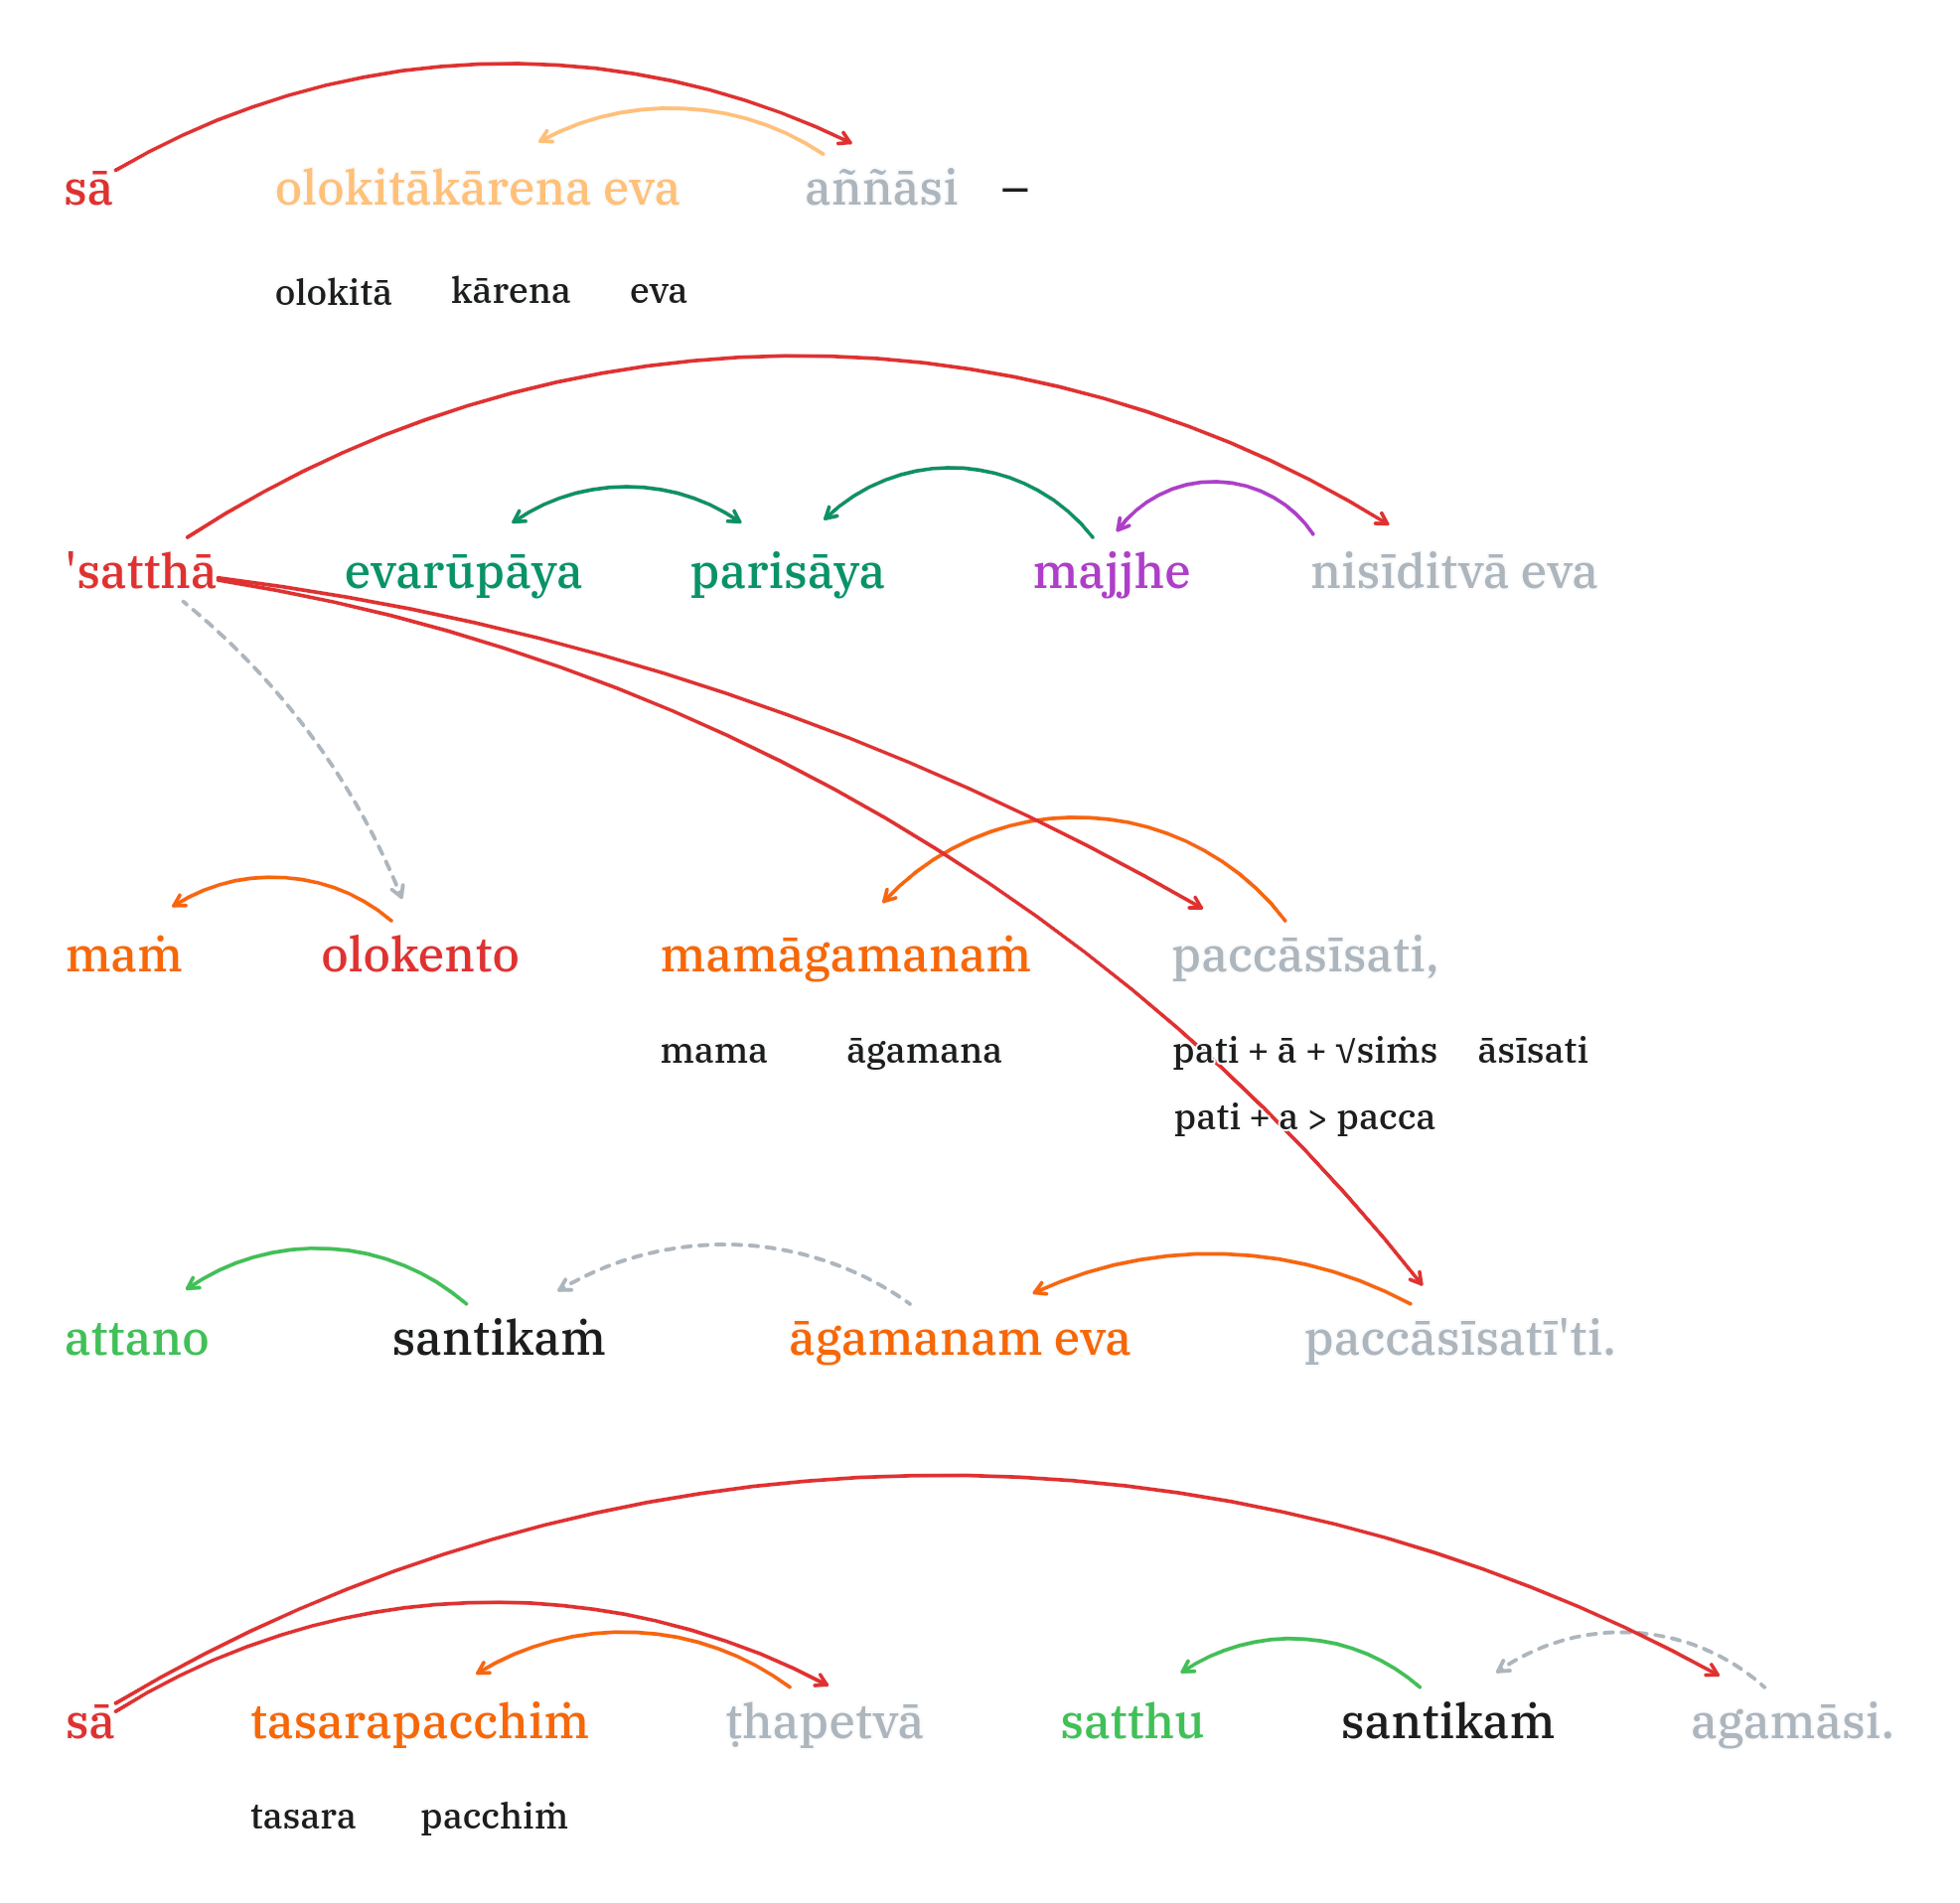 sā olokitākārena eva aññāsi –
olokitā kārena eva
'satthā evarūpāya parisāya majjhe nisīditvā eva
maṁ olokento mamāgamanaṁ paccāsīsati,
mama āgamana pati + ā + √siṁs āsīsati
pati + a > pacca
attano santikaṁ āgamanam eva paccāsīsatī'ti.
sā tasarapacchiṁ ṭhapetvā satthu santikaṁ agamāsi.
tasara pacchiṁ